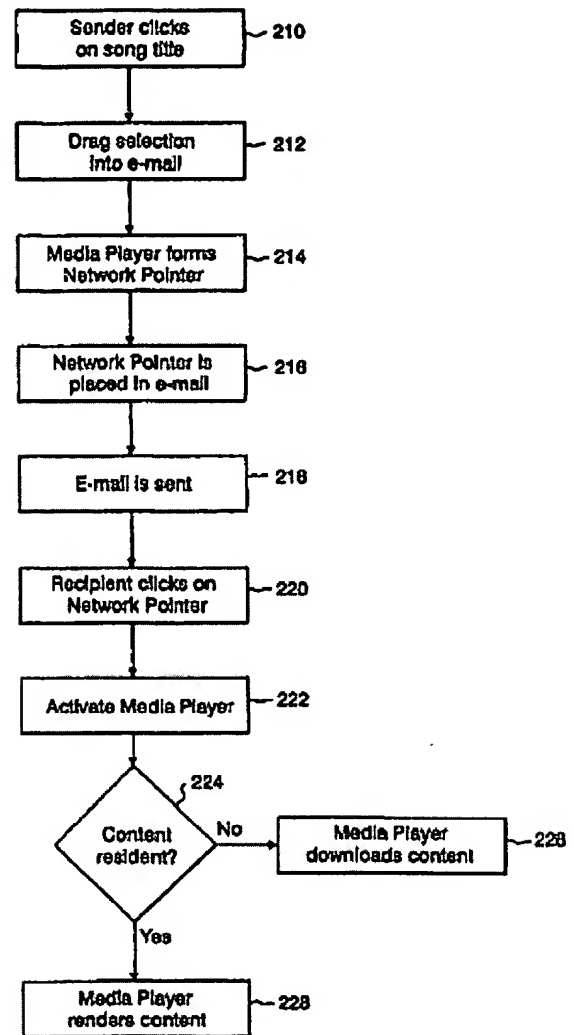 Sender clicks
on song title
210
Drag selection
into e-mail
212
Media Player forms
Network Pointer
214
Network Pointer is
placed in e-mail
216
E-mail is sent
218
Recipient clicks on
Network Pointer
220
Activate Media Player
222
224
Content
resident?
No
Media Player
downloads content
226
Yes
Media Player
renders content
228